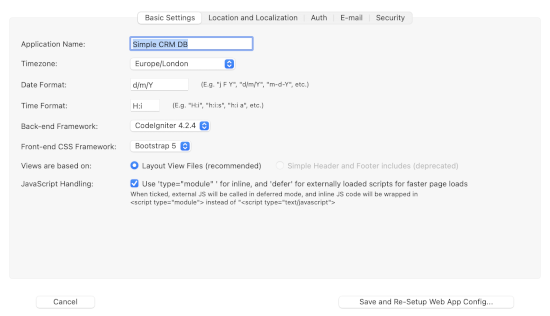 Basic Settings Location and Localization Auth E-mail Security
Application Name: Simple CRM DB
Timezone: Europe/London
Date Format: d/m/Y (E.g. "j F Y", "d/m/Y", "m-d-Y", etc.)
Time Format: H:i (E.g. "H:i", "h:i:s", "h:i a", etc.)
Back-end Framework: CodeIgniter 4.2.4
Front-end CSS Framework: Bootstrap 5
Views are based on: Layout View Files (recommended) Simple Header and Footer includes (deprecated)
JavaScript Handling: Use 'type="module" ' for inline, and 'defer' for externally loaded scripts for faster page loads
When ticked, external JS will be called in deferred mode, and inline JS code will be wrapped in
<script type="module"> instead of "<script type="text/javascript">
Cancel Save and Re-Setup Web App Config...